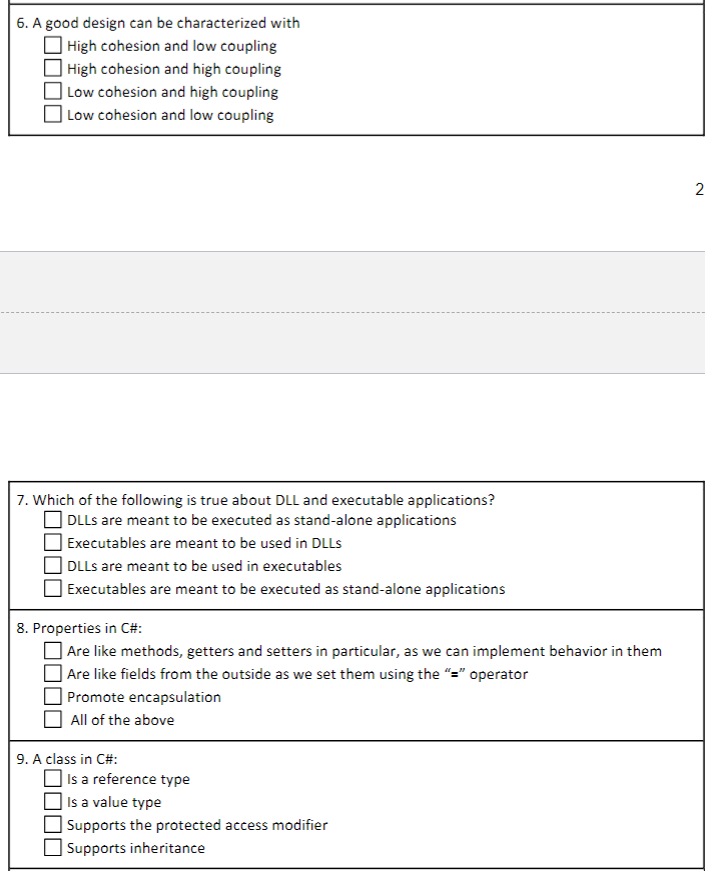 6. A good design can be characterized with
High cohesion and low coupling
High cohesion and high coupling
Low cohesion and high coupling
Low cohesion and low coupling
2
7. Which of the following is true about DLL and executable applications?
DLLs are meant to be executed as stand-alone applications
Executables are meant to be used in DLLs
DLLs are meant to be used in executables
Executables are meant to be executed as stand-alone applications
8. Properties in C#:
Are like methods, getters and setters in particular, as we can implement behavior in them
Are like fields from the outside as we set them using the “=” operator
Promote encapsulation
All of the above
9. A class in C#:
Is a reference type
Is a value type
Supports the protected access modifier
Supports inheritance